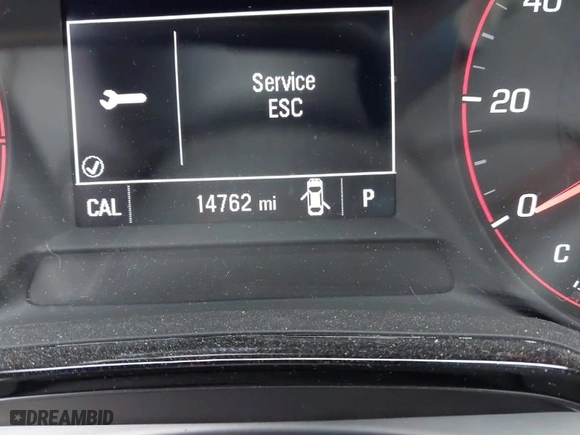 Service
ESC
CAL 14762 mi P
40
20
0
C
DREAMBID